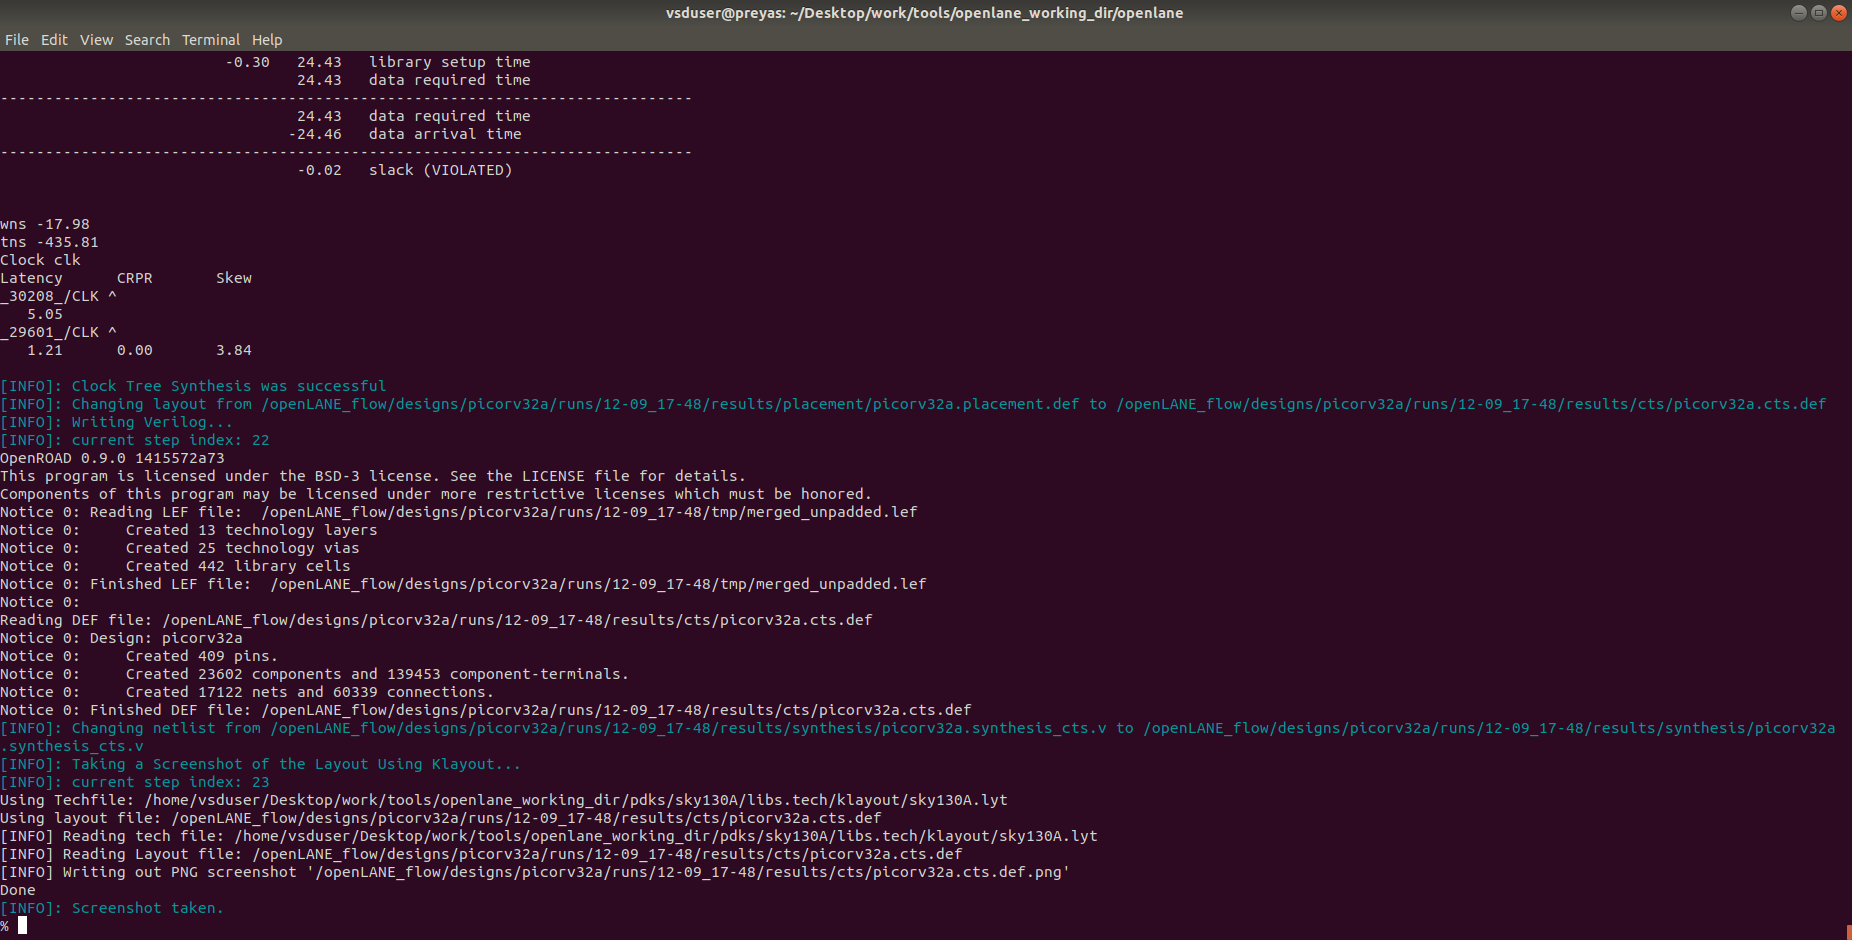 vsduser@preyas: ~/Desktop/work/tools/openlane_working_dir/openlane
File Edit View Search Terminal Help
-0.30 24.43 library setup time
24.43 data required time
-----------------------------------------------------------------------------
24.43 data required time
-24.46 data arrival time
-----------------------------------------------------------------------------
-0.02 slack (VIOLATED)
wns -17.98
tns -435.81
Clock clk
Latency CRPR Skew
_30208_/CLK ^
5.05
_29601_/CLK ^
1.21 0.00 3.84
[INFO]: Clock Tree Synthesis was successful
[INFO]: Changing layout from /openLANE_flow/designs/picorv32a/runs/12-09_17-48/results/placement/picorv32a.placement.def to /openLANE_flow/designs/picorv32a/runs/12-09_17-48/results/cts/picorv32a.cts.def
[INFO]: Writing Verilog...
[INFO]: current step index: 22
OpenROAD 0.9.0 1415572a73
This program is licensed under the BSD-3 license. See the LICENSE file for details.
Components of this program may be licensed under more restrictive licenses which must be honored.
Notice 0: Reading LEF file:  /openLANE_flow/designs/picorv32a/runs/12-09_17-48/tmp/merged_unpadded.lef
Notice 0:     Created 13 technology layers
Notice 0:     Created 25 technology vias
Notice 0:     Created 442 library cells
Notice 0: Finished LEF file:  /openLANE_flow/designs/picorv32a/runs/12-09_17-48/tmp/merged_unpadded.lef
Notice 0:
Reading DEF file: /openLANE_flow/designs/picorv32a/runs/12-09_17-48/results/cts/picorv32a.cts.def
Notice 0: Design: picorv32a
Notice 0:     Created 409 pins.
Notice 0:     Created 23602 components and 139453 component-terminals.
Notice 0:     Created 17122 nets and 60339 connections.
Notice 0: Finished DEF file: /openLANE_flow/designs/picorv32a/runs/12-09_17-48/results/cts/picorv32a.cts.def
[INFO]: Changing netlist from /openLANE_flow/designs/picorv32a/runs/12-09_17-48/results/synthesis/picorv32a.synthesis_cts.v to /openLANE_flow/designs/picorv32a/runs/12-09_17-48/results/synthesis/picorv32a
.synthesis_cts.v
[INFO]: Taking a Screenshot of the Layout Using Klayout...
[INFO]: current step index: 23
Using Techfile: /home/vsduser/Desktop/work/tools/openlane_working_dir/pdks/sky130A/libs.tech/klayout/sky130A.lyt
Using layout file: /openLANE_flow/designs/picorv32a/runs/12-09_17-48/results/cts/picorv32a.cts.def
[INFO] Reading tech file: /home/vsduser/Desktop/work/tools/openlane_working_dir/pdks/sky130A/libs.tech/klayout/sky130A.lyt
[INFO] Reading Layout file: /openLANE_flow/designs/picorv32a/runs/12-09_17-48/results/cts/picorv32a.cts.def
[INFO] Writing out PNG screenshot '/openLANE_flow/designs/picorv32a/runs/12-09_17-48/results/cts/picorv32a.cts.def.png'
Done
[INFO]: Screenshot taken.
%